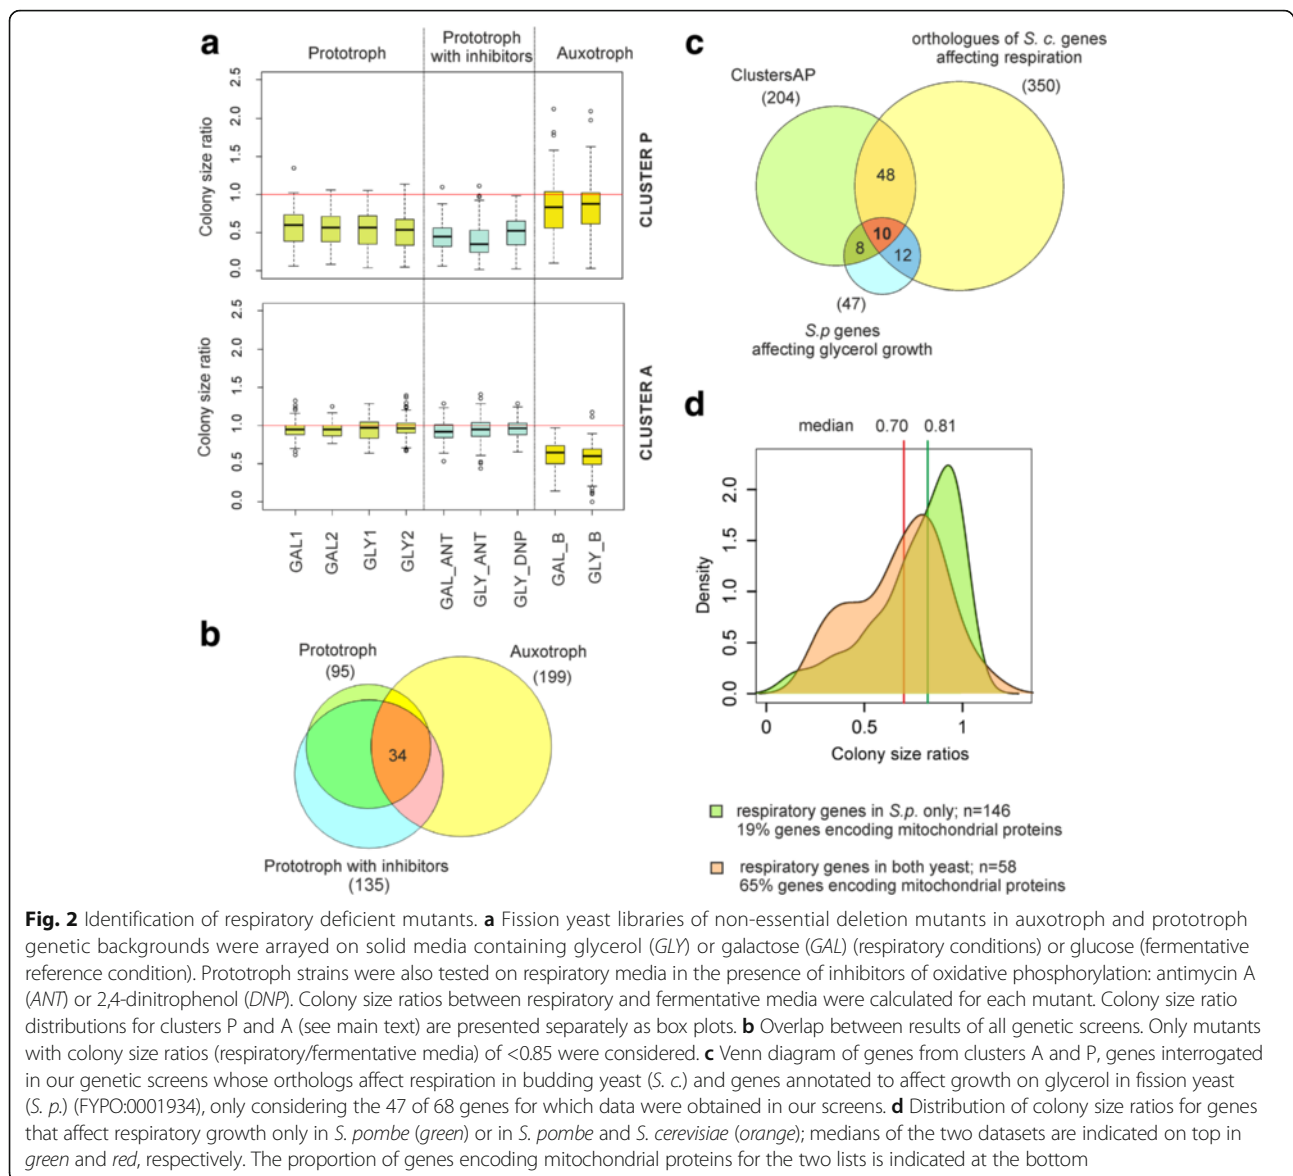 a
Prototroph
Prototroph
with inhibitors
Auxotroph
Colony size ratio
2.5
2.0
1.5
1.0
0.5
0.0
CLUSTER P
Colony size ratio
2.5
2.0
1.5
1.0
0.5
0.0
CLUSTER A
GAL1
GAL2
GLY1
GLY2
GAL_ANT
GLY_ANT
GLY_DNP
GAL_B
GLY_B
b
Prototroph
(95)
Auxotroph
(199)
34
Prototroph with inhibitors
(135)
c
orthologues of S. c. genes
affecting respiration
(350)
ClustersAP
(204)
48
10
8
12
(47)
S.p genes
affecting glycerol growth
d
median 0.70 0.81
Density
2.0
1.5
1.0
0.5
0.0
0 0.5 1
Colony size ratios
respiratory genes in S.p. only; n=146
19% genes encoding mitochondrial proteins
respiratory genes in both yeast; n=58
65% genes encoding mitochondrial proteins
Fig. 2 Identification of respiratory deficient mutants. a Fission yeast libraries of non-essential deletion mutants in auxotroph and prototroph
genetic backgrounds were arrayed on solid media containing glycerol (GLY) or galactose (GAL) (respiratory conditions) or glucose (fermentative
reference condition). Prototroph strains were also tested on respiratory media in the presence of inhibitors of oxidative phosphorylation: antimycin A
(ANT) or 2,4-dinitrophenol (DNP). Colony size ratios between respiratory and fermentative media were calculated for each mutant. Colony size ratio
distributions for clusters P and A (see main text) are presented separately as box plots. b Overlap between results of all genetic screens. Only mutants
with colony size ratios (respiratory/fermentative media) of <0.85 were considered. c Venn diagram of genes from clusters A and P, genes interrogated
in our genetic screens whose orthologs affect respiration in budding yeast (S. c.) and genes annotated to affect growth on glycerol in fission yeast
(S. p.) (FYPO:0001934), only considering the 47 of 68 genes for which data were obtained in our screens. d Distribution of colony size ratios for genes
that affect respiratory growth only in S. pombe (green) or in S. pombe and S. cerevisiae (orange); medians of the two datasets are indicated on top in
green and red, respectively. The proportion of genes encoding mitochondrial proteins for the two lists is indicated at the bottom